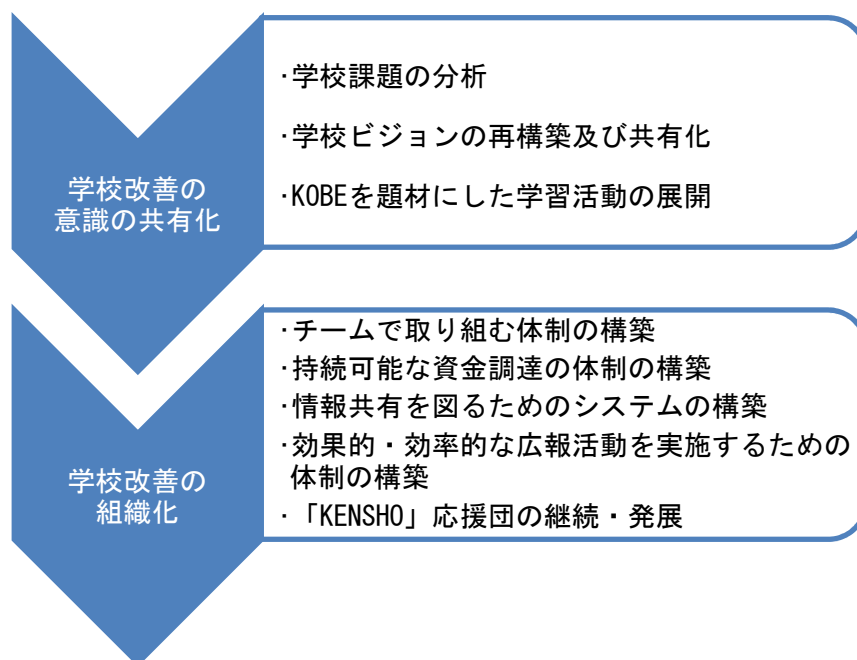 学校改善の
意識の共有化
・学校課題の分析
・学校ビジョンの再構築及び共有化
・KOBEを題材にした学習活動の展開
学校改善の
組織化
・チームで取り組む体制の構築
・持続可能な資金調達の体制の構築
・情報共有を図るためのシステムの構築
・効果的・効率的な広報活動を実施するための
体制の構築
・「KENSHO」応援団の継続・発展